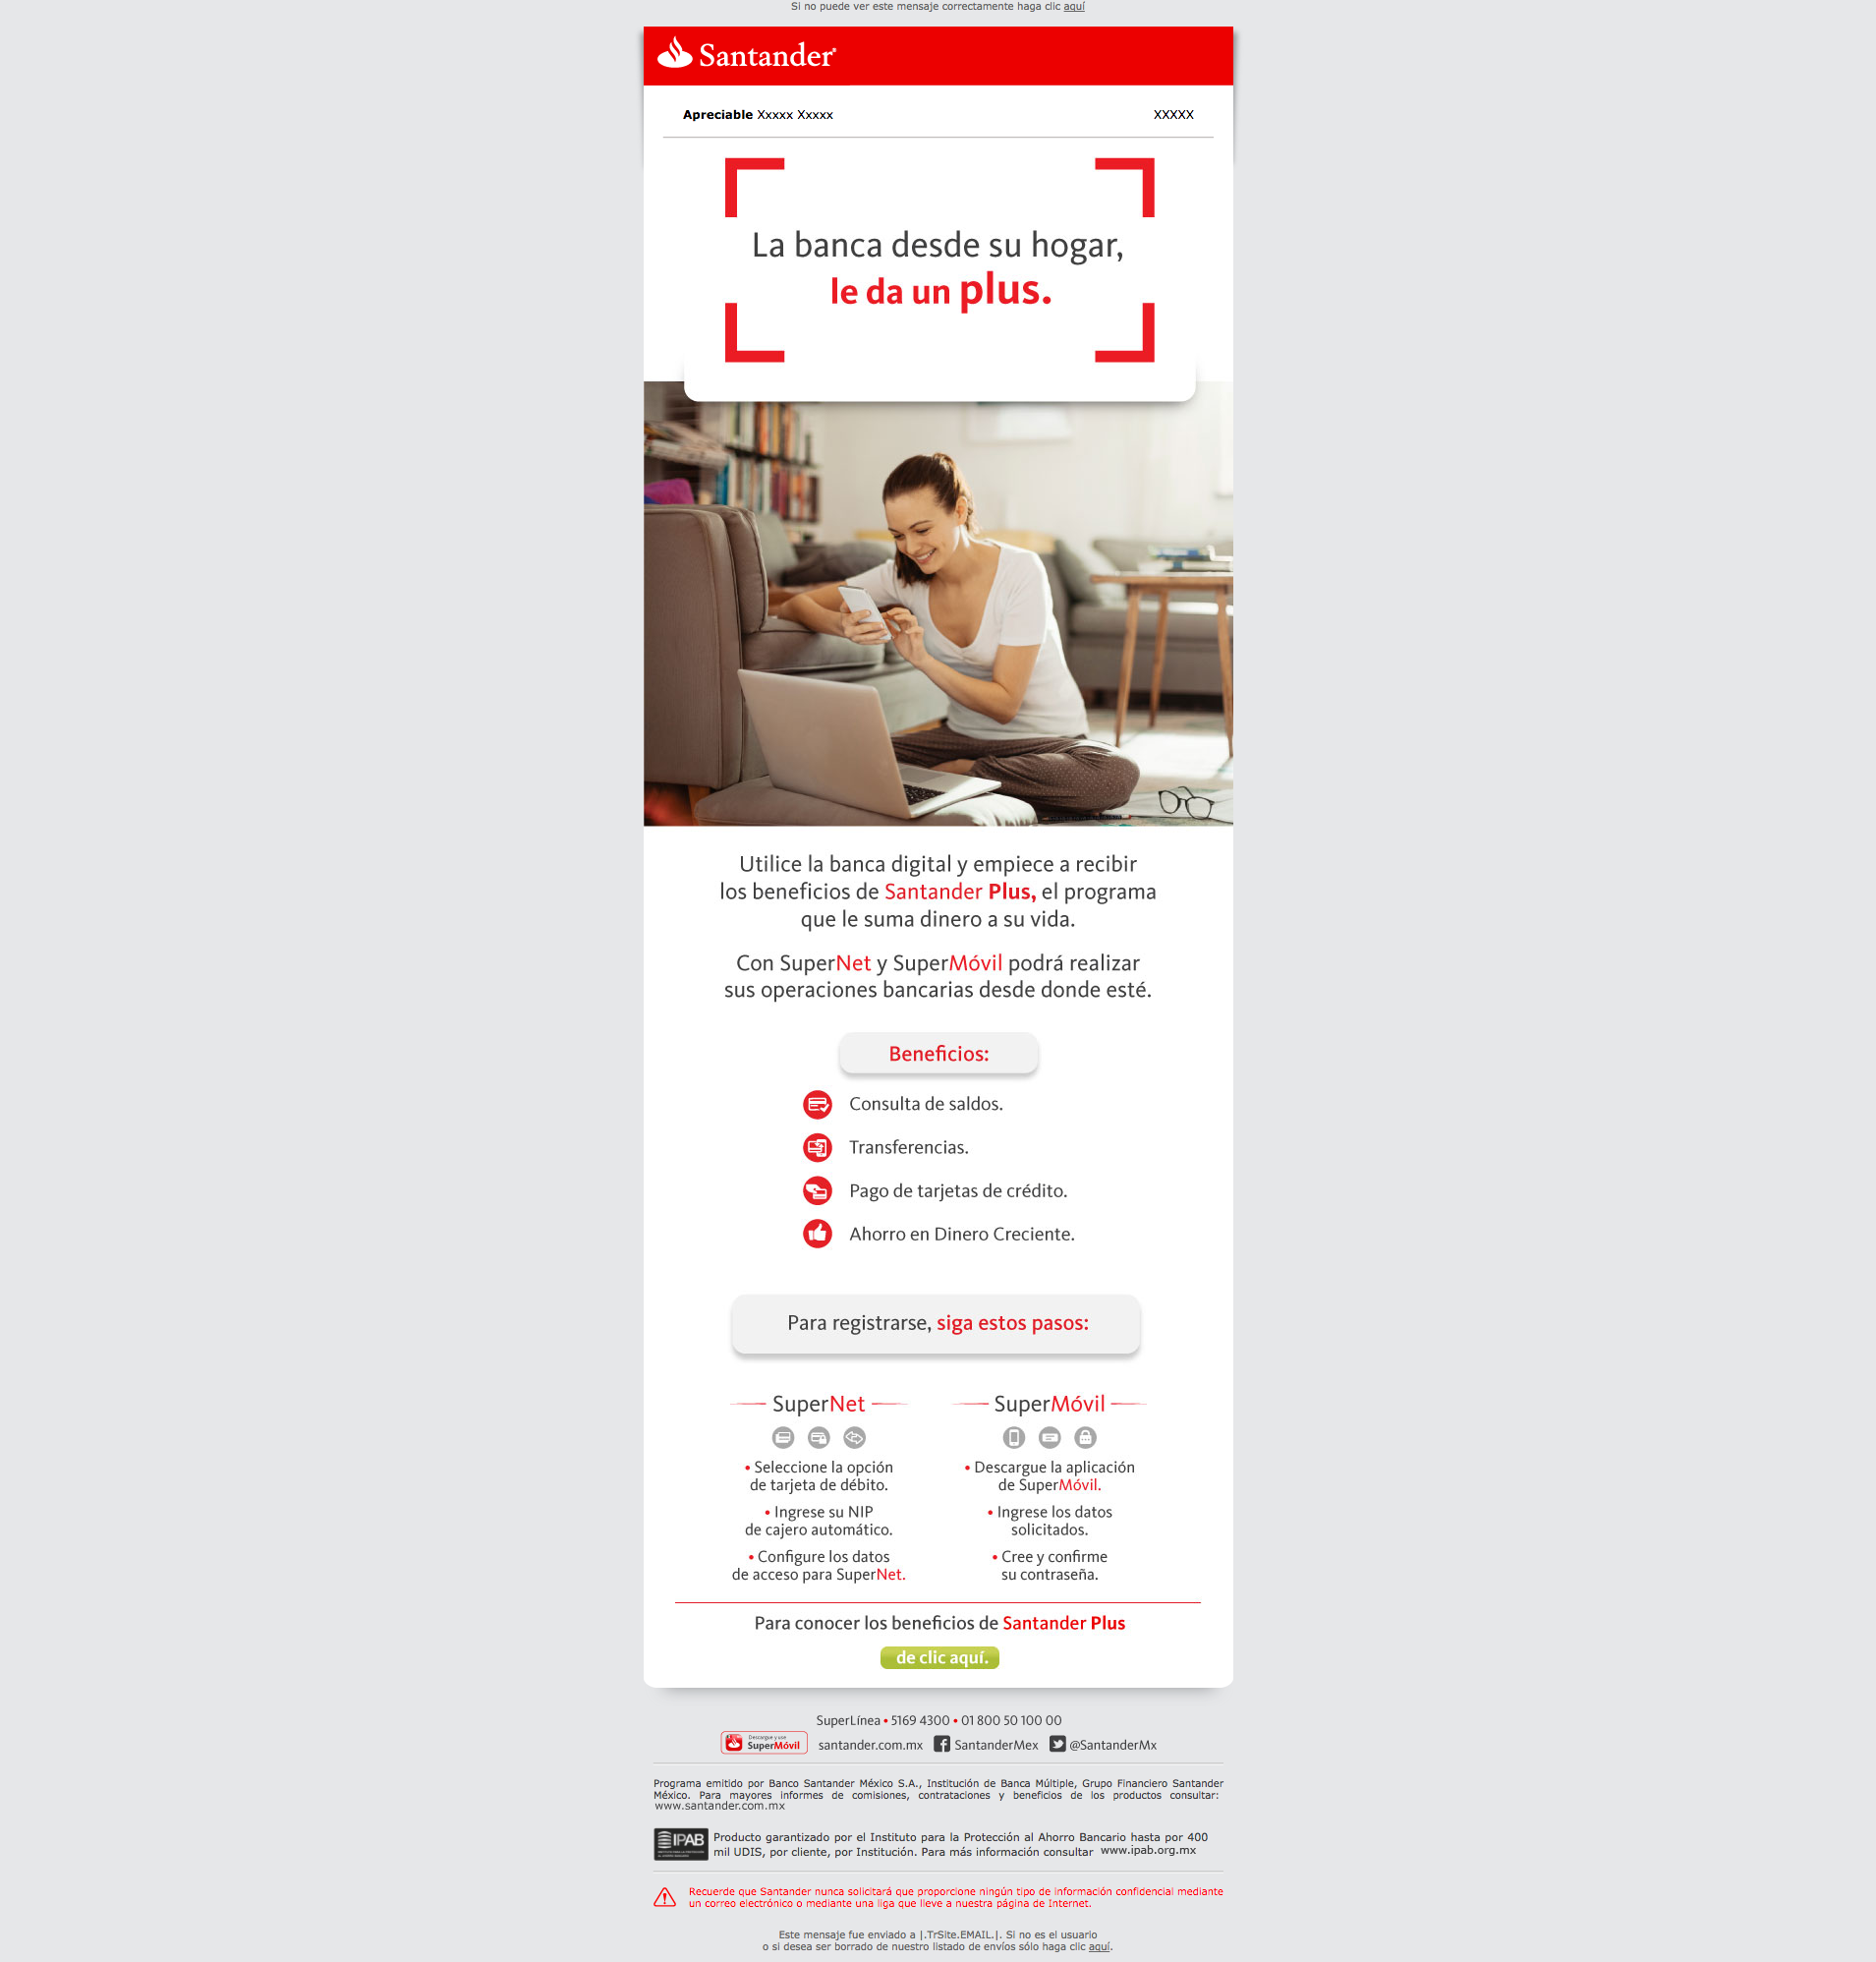 Si no puede ver este mensaje correctamente haga clic aquí
Santander
Apreciable Xxxxx Xxxxx
XXXXX
La banca desde su hogar,
le da un plus.
Utilice la banca digital y empiece a recibir
los beneficios de Santander Plus, el programa
que le suma dinero a su vida.
Con SuperNet y SuperMóvil podrá realizar
sus operaciones bancarias desde donde esté.
Beneficios:
Consulta de saldos.
Transferencias.
Pago de tarjetas de crédito.
Ahorro en Dinero Creciente.
Para registrarse, siga estos pasos:
SuperNet
• Seleccione la opción
de tarjeta de débito.
• Ingrese su NIP
de cajero automático.
• Configure los datos
de acceso para SuperNet.
SuperMóvil
• Descargue la aplicación
de SuperMóvil.
• Ingrese los datos
solicitados.
• Cree y confirme
su contraseña.
Para conocer los beneficios de Santander Plus
de clic aquí.
SuperLínea • 5169 4300 • 01 800 50 100 00
Descargue y use
SuperMóvil
santander.com.mx SantanderMex @SantanderMx
Programa emitido por Banco Santander México S.A., Institución de Banca Múltiple, Grupo Financiero Santander
México. Para mayores informes de comisiones, contrataciones y beneficios de los productos consultar:
www.santander.com.mx
IPAB
Producto garantizado por el Instituto para la Protección al Ahorro Bancario hasta por 400
mil UDIS, por cliente, por Institución. Para más información consultar www.ipab.org.mx
Recuerde que Santander nunca solicitará que proporcione ningún tipo de información confidencial mediante
un correo electrónico o mediante una liga que lleve a nuestra página de Internet.
Este mensaje fue enviado a |.TrSite.EMAIL.|. Si no es el usuario
o si desea ser borrado de nuestro listado de envíos sólo haga clic aquí.